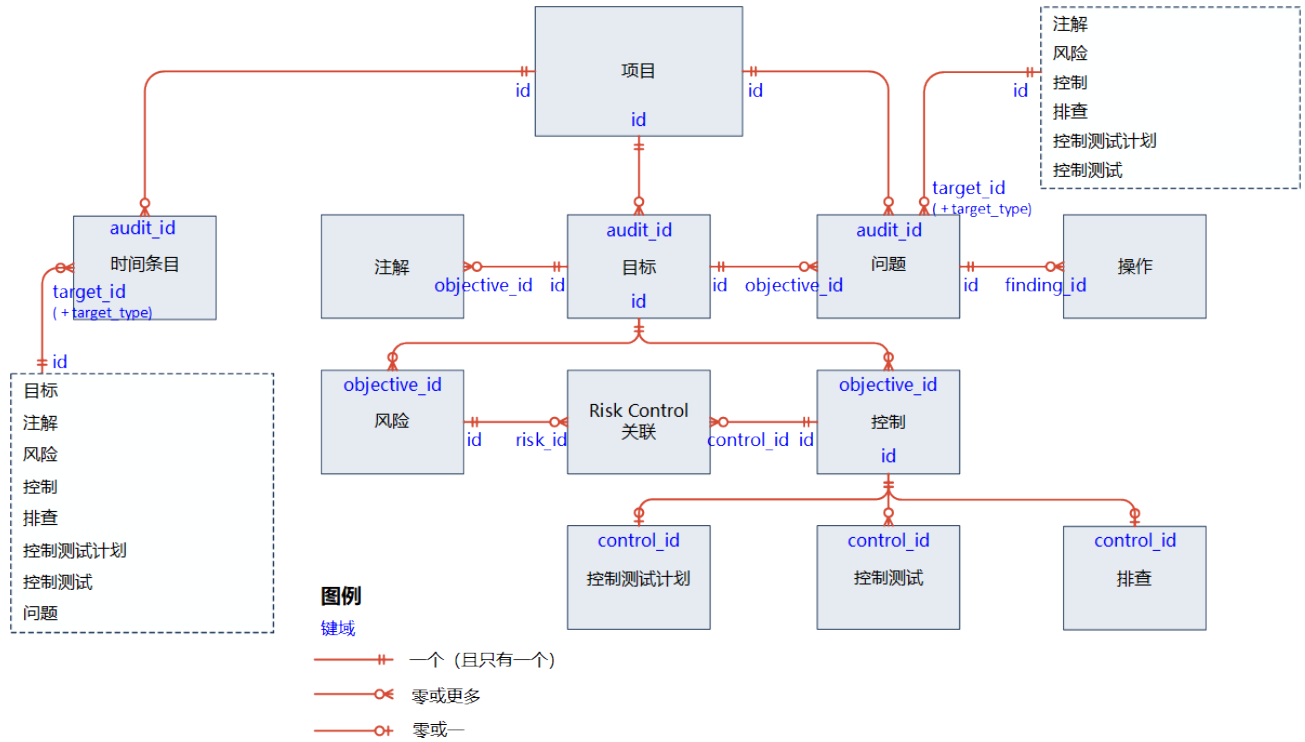 项目
id
id
id
注解
风险
控制
排查
控制测试计划
控制测试
id
target_id
( + target_type)
audit_id
时间条目
target_id
( + target_type)
id
注解
objective_id
id
audit_id
目标
id
id
objective_id
audit_id
问题
id
finding_id
操作
目标
注解
风险
控制
排查
控制测试计划
控制测试
问题
objective_id
风险
id
risk_id
Risk Control
关联
control_id
id
objective_id
控制
id
control_id
控制测试计划
control_id
控制测试
control_id
排查
图例
键域
一个（且只有一个）
零或更多
零或一